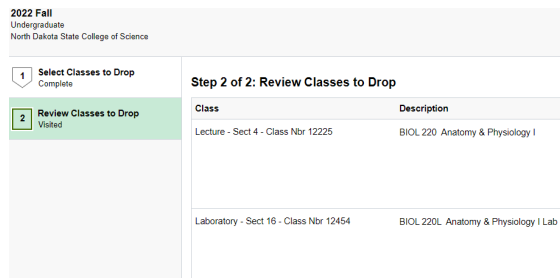 2022 Fall
Undergraduate
North Dakota State College of Science
1
Select Classes to Drop
Complete
2
Review Classes to Drop
Visited
Step 2 of 2: Review Classes to Drop
Class Description
Lecture - Sect 4 - Class Nbr 12225 BIOL 220 Anatomy & Physiology I
Laboratory - Sect 16 - Class Nbr 12454 BIOL 220L Anatomy & Physiology I Lab